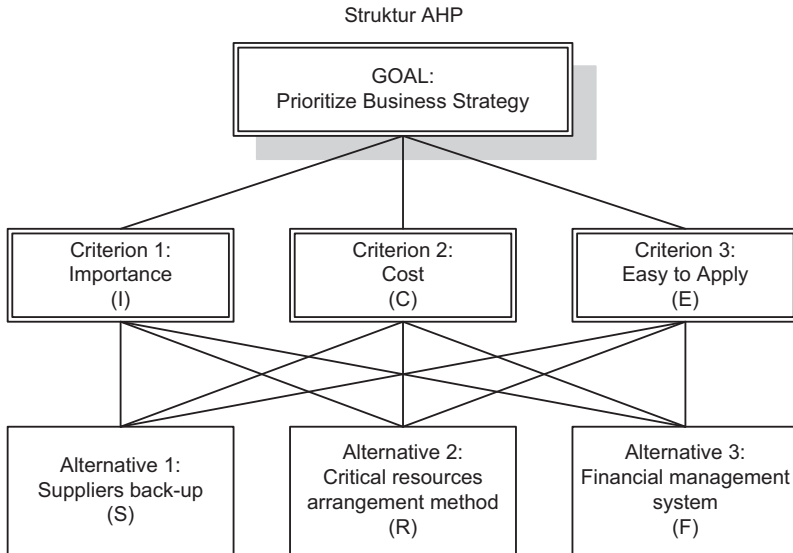 Struktur AHP
GOAL:
Prioritize Business Strategy
Criterion 1:
Importance
(I)
Criterion 2:
Cost
(C)
Criterion 3:
Easy to Apply
(E)
Alternative 1:
Suppliers back-up
(S)
Alternative 2:
Critical resources
arrangement method
(R)
Alternative 3:
Financial management
system
(F)